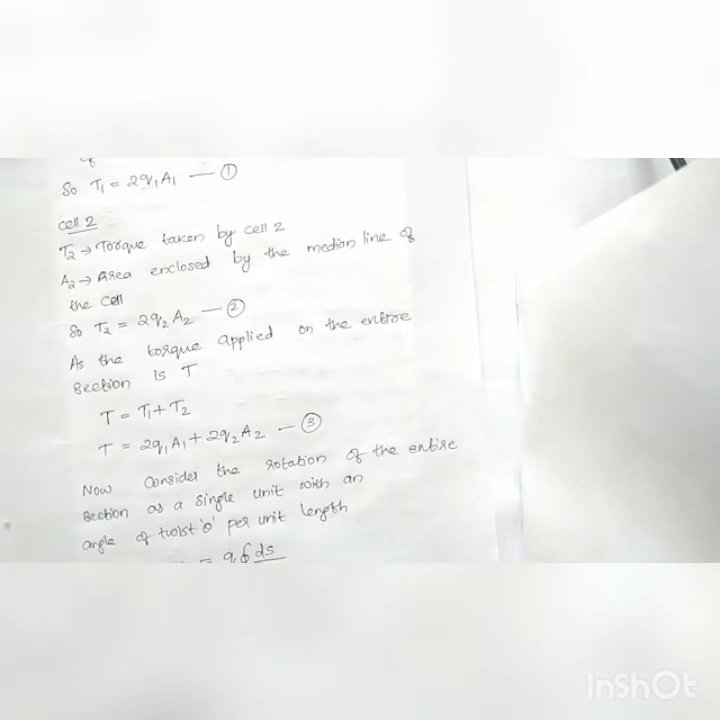 So T₁ = 2q₁A₁ — ①
cell 2
T₂ → Torque taken by cell 2
A₂ → Area enclosed by the median line of
the cell
So T₂ = 2q₂A₂ — ②
As the torque applied on the entire
section is T
T = T₁ + T₂
T = 2q₁A₁ + 2q₂A₂ — ③
Now Consider the rotation of the entire
section as a single unit with an
angle of twist 'θ' per unit length
= q₁∮ds
InShOt